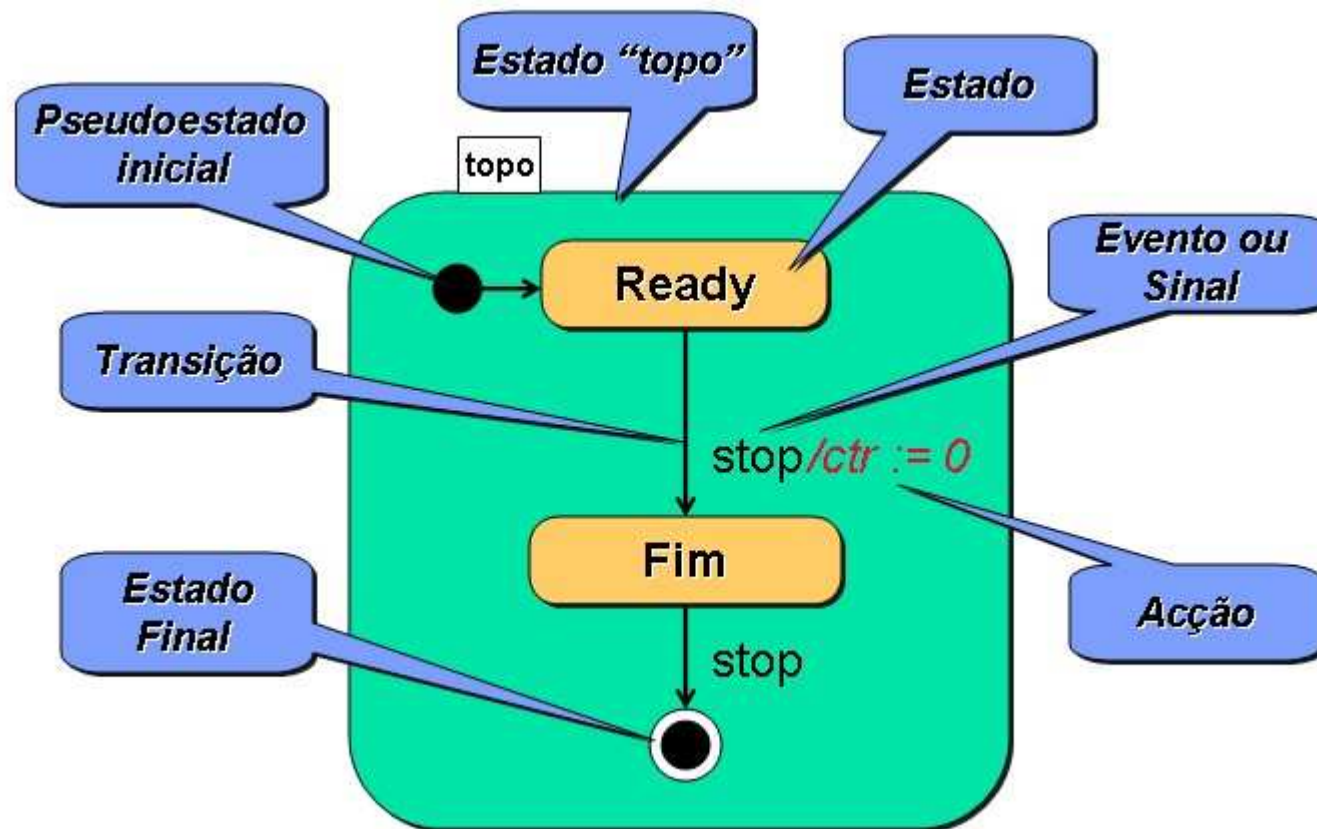 Estado “topo”
Estado
Pseudoestado
inicial
topo
Ready
Evento ou
Sinal
Transição
stop/ctr := 0
Fim
Estado
Final
Acção
stop